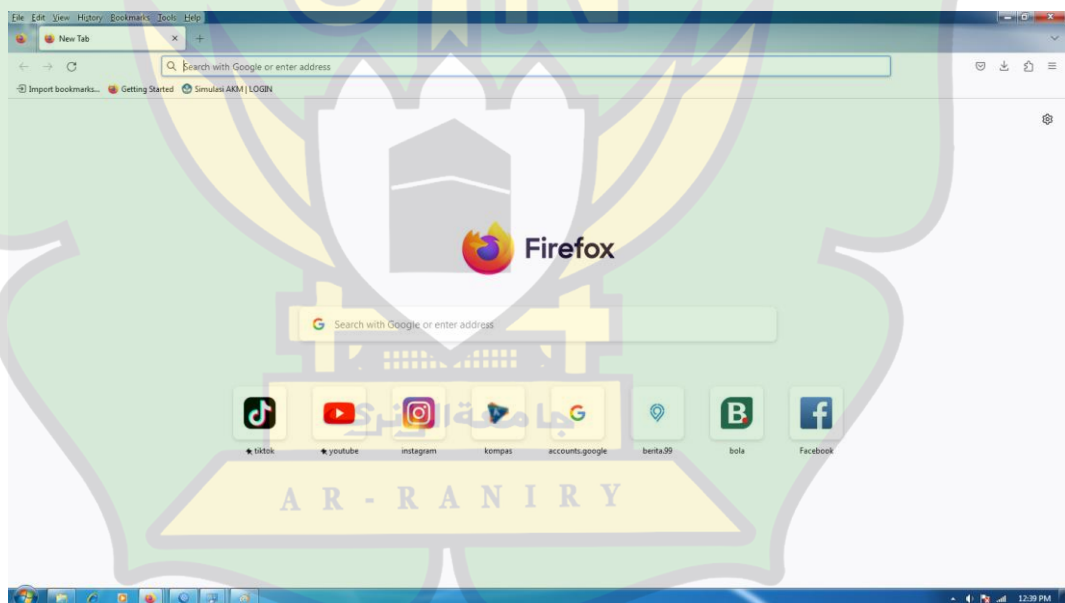 File Edit View History Bookmarks Tools Help
New Tab
Search with Google or enter address
Import bookmarks... Getting Started Simulasi AKM | LOGIN
Firefox
Search with Google or enter address
جامعة الرانري
tiktok youtube instagram kompas accounts.google berita.99 bola Facebook
AR-RANIRY
12:39 PM